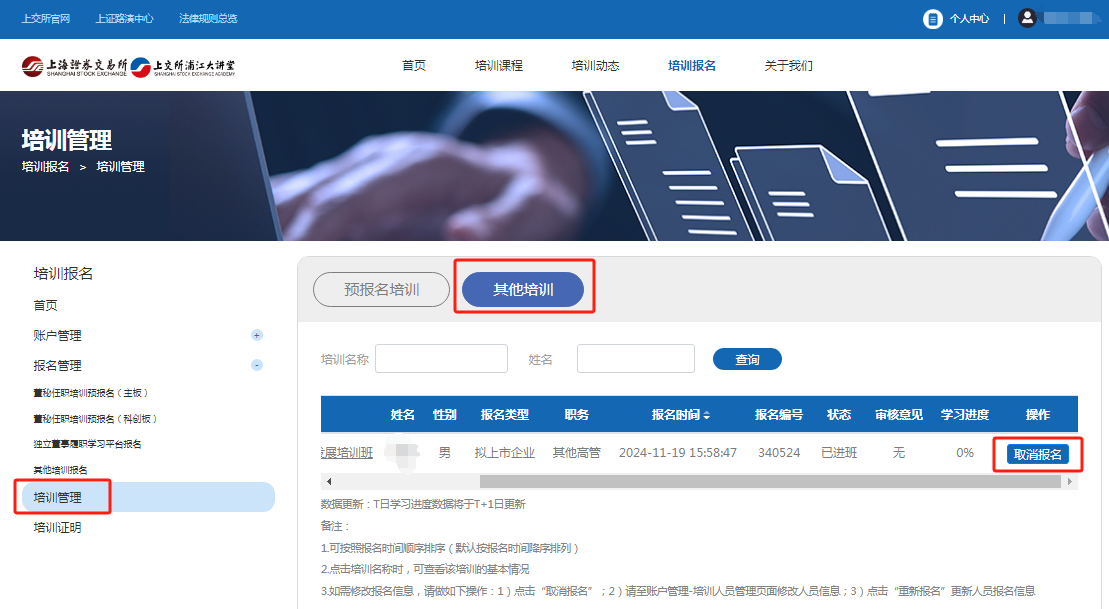 上交所官网 上证路演中心 法律规则总览 个人中心 |
上海證券交易所 SHANGHAI STOCK EXCHANGE 上交所浦江大讲堂 SHANGHAI STOCK EXCHANGE ACADEMY
首页 培训课程 培训动态 培训报名 关于我们
培训管理
培训报名 > 培训管理
培训报名
首页
账户管理 +
报名管理 -
董秘任职培训预报名（主板）
董秘任职培训预报名（科创板）
独立董事履职学习平台报名
其他培训报名
培训管理
培训证明
预报名培训 其他培训
培训名称 姓名 查询
姓名 性别 报名类型 职务 报名时间 报名编号 状态 审核意见 学习进度 操作
展培训班 男 拟上市企业 其他高管 2024-11-19 15:58:47 340524 已进班 无 0% 取消报名
数据更新：T日学习进度数据将于T+1日更新
备注：
1.可按照报名时间顺序排序（默认按报名时间降序排列）
2.点击培训名称时，可查看该培训的基本情况
3.如需修改报名信息，请做如下操作：1）点击“取消报名”；2）请至账户管理-培训人员管理页面修改人员信息；3）点击“重新报名”更新人员报名信息